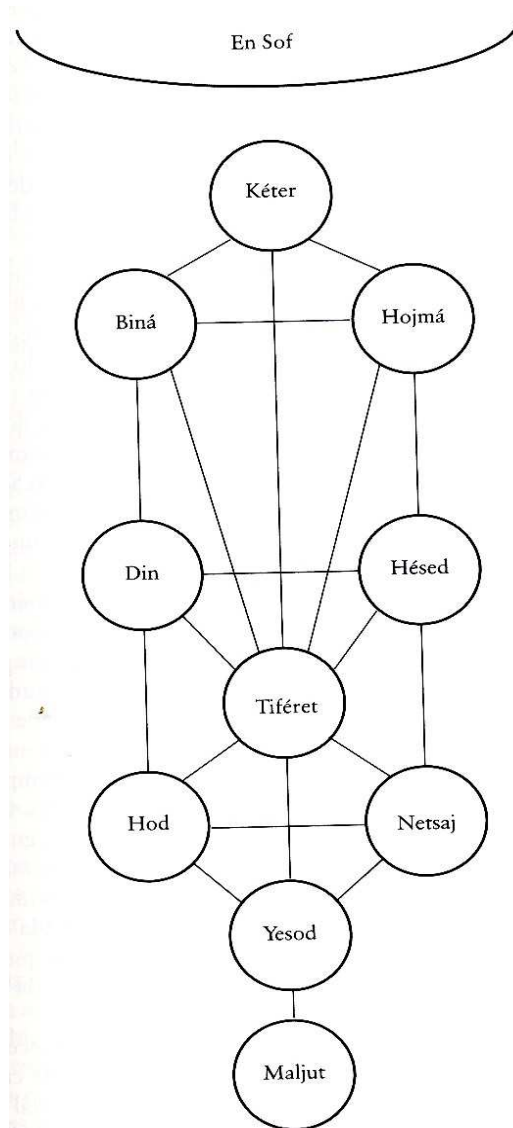 En Sof
Kéter
Biná
Hojmá
Din
Hésed
Tiféret
Hod
Netsaj
Yesod
Maljut